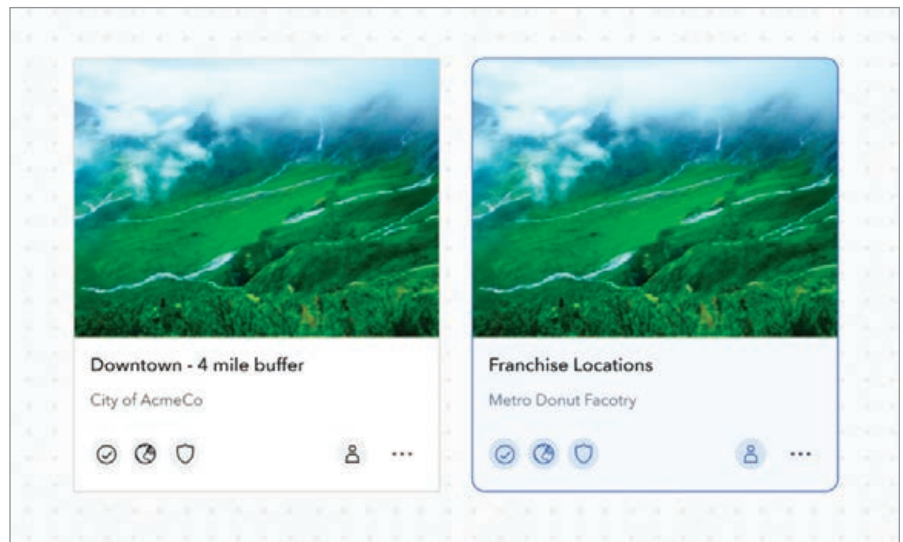 Downtown - 4 mile buffer
City of AcmeCo
Franchise Locations
Metro Donut Facotry